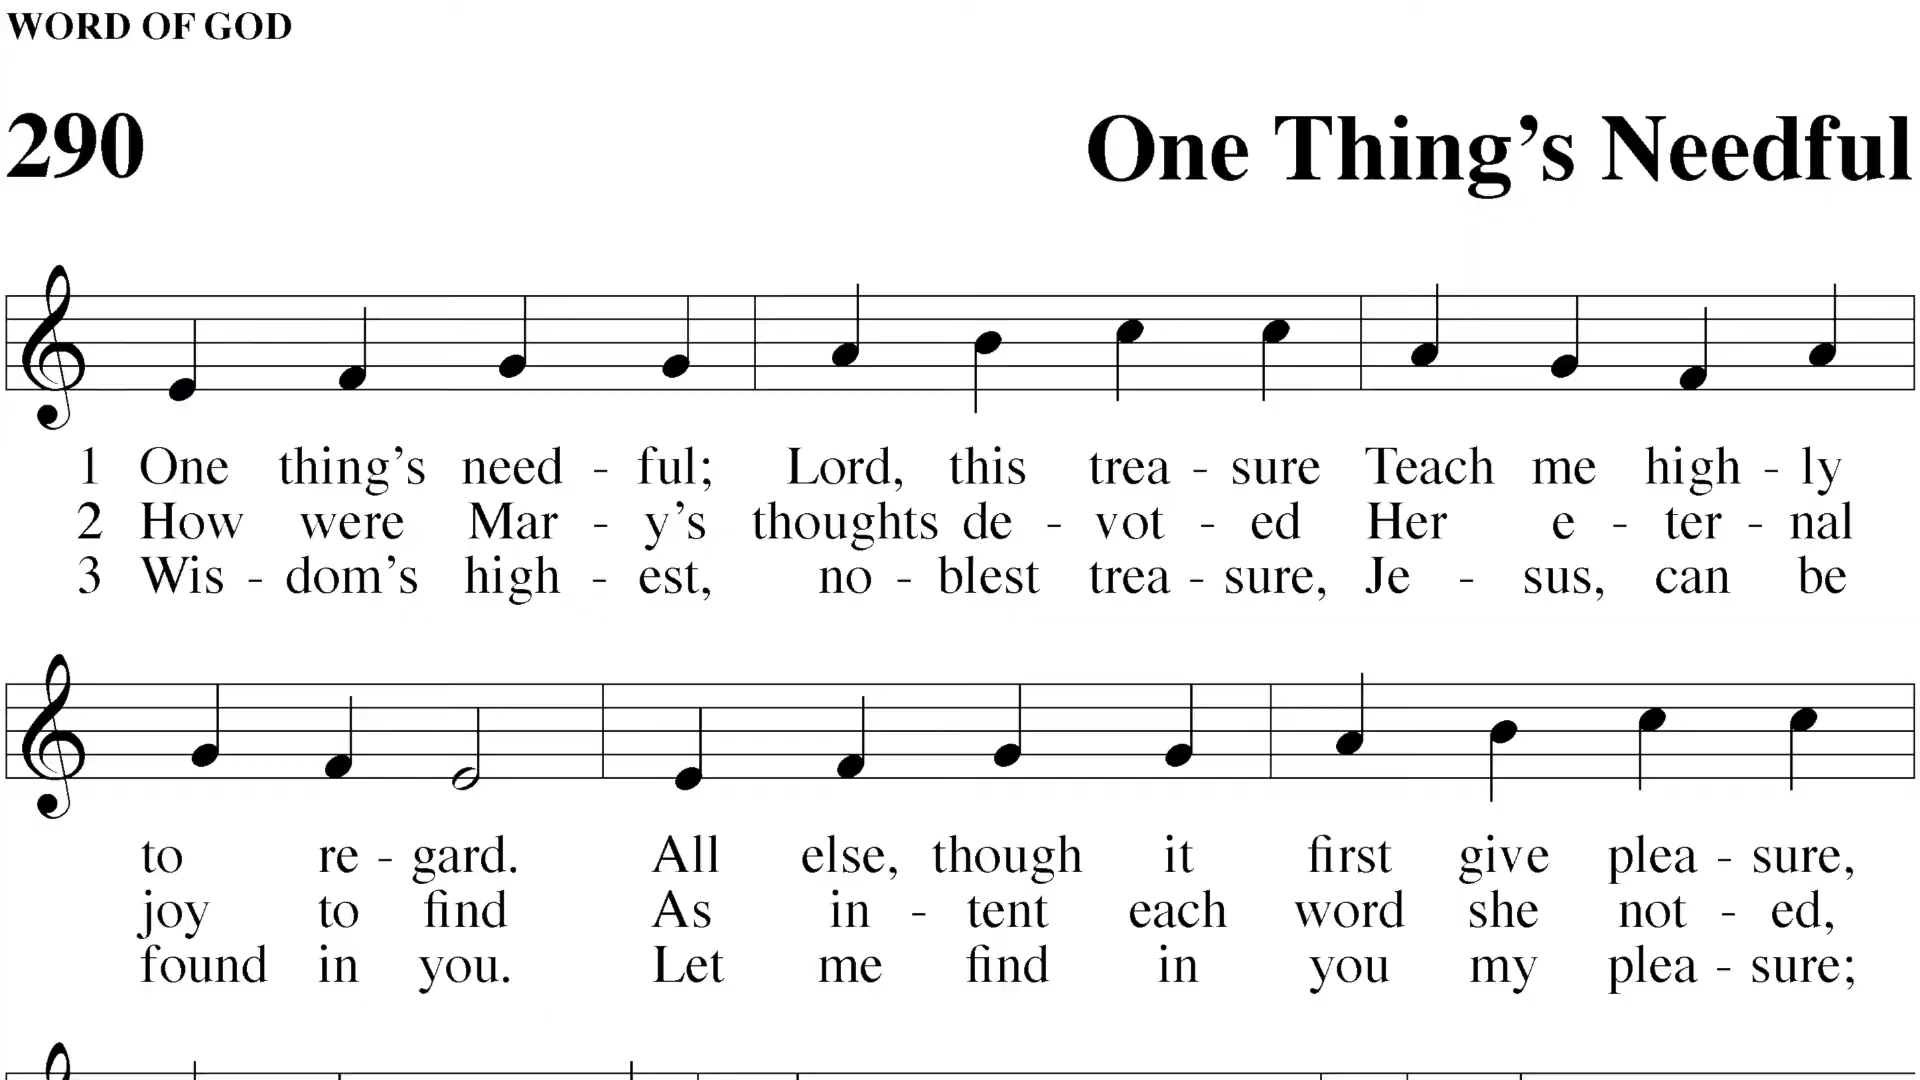 WORD OF GOD
290 One Thing’s Needful
1 One thing’s need - ful; Lord, this trea - sure Teach me high - ly
2 How were Mar - y’s thoughts de - vot - ed Her e - ter - nal
3 Wis - dom’s high - est, no - blest trea - sure, Je - sus, can be
to re - gard. All else, though it first give plea - sure,
joy to find As in - tent each word she not - ed,
found in you. Let me find in you my plea - sure;